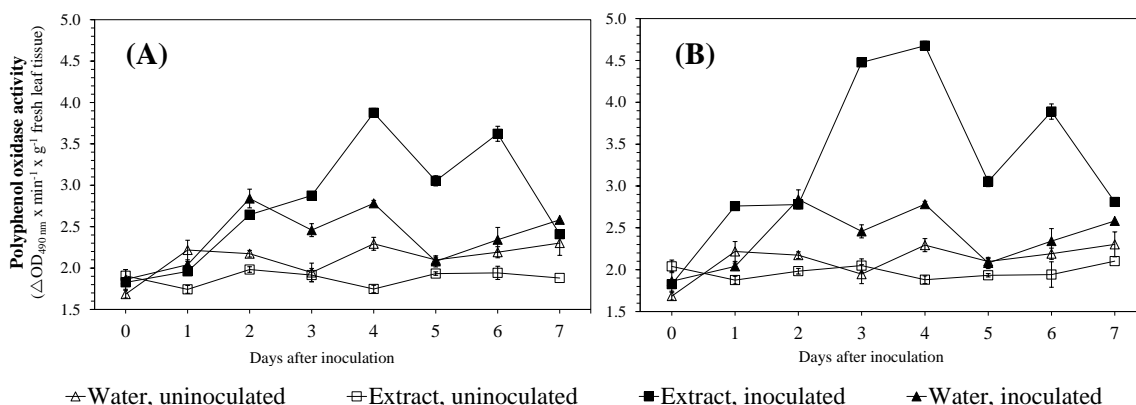 Polyphenol oxidase activity
(△OD490 nm x min-1 x g-1 fresh leaf tissue)
5.0
4.5
4.0
3.5
3.0
2.5
2.0
1.5
(A)
0 1 2 3 4 5 6 7
Days after inoculation
5.0
4.5
4.0
3.5
3.0
2.5
2.0
1.5
(B)
0 1 2 3 4 5 6 7
Days after inoculation
Water, uninoculated Extract, uninoculated Extract, inoculated Water, inoculated